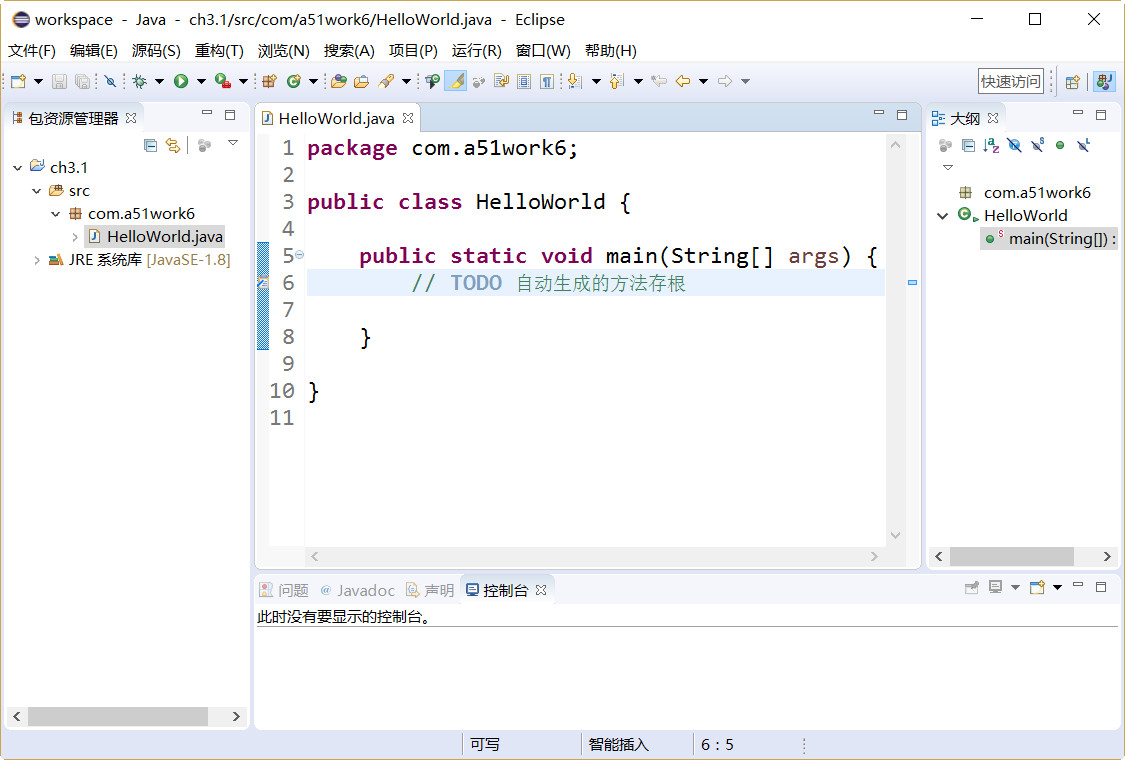 workspace - Java - ch3.1/src/com/a51work6/HelloWorld.java - Eclipse
文件(F) 编辑(E) 源码(S) 重构(T) 浏览(N) 搜索(A) 项目(P) 运行(R) 窗口(W) 帮助(H)
快速访问
包资源管理器
ch3.1
src
com.a51work6
HelloWorld.java
JRE 系统库 [JavaSE-1.8]
HelloWorld.java
1 package com.a51work6;
2
3 public class HelloWorld {
4
5 public static void main(String[] args) {
6 // TODO 自动生成的方法存根
7
8 }
9
10 }
11
大纲
com.a51work6
HelloWorld
main(String[]) :
问题 @ Javadoc 声明 控制台
此时没有要显示的控制台。
可写 智能插入 6 : 5